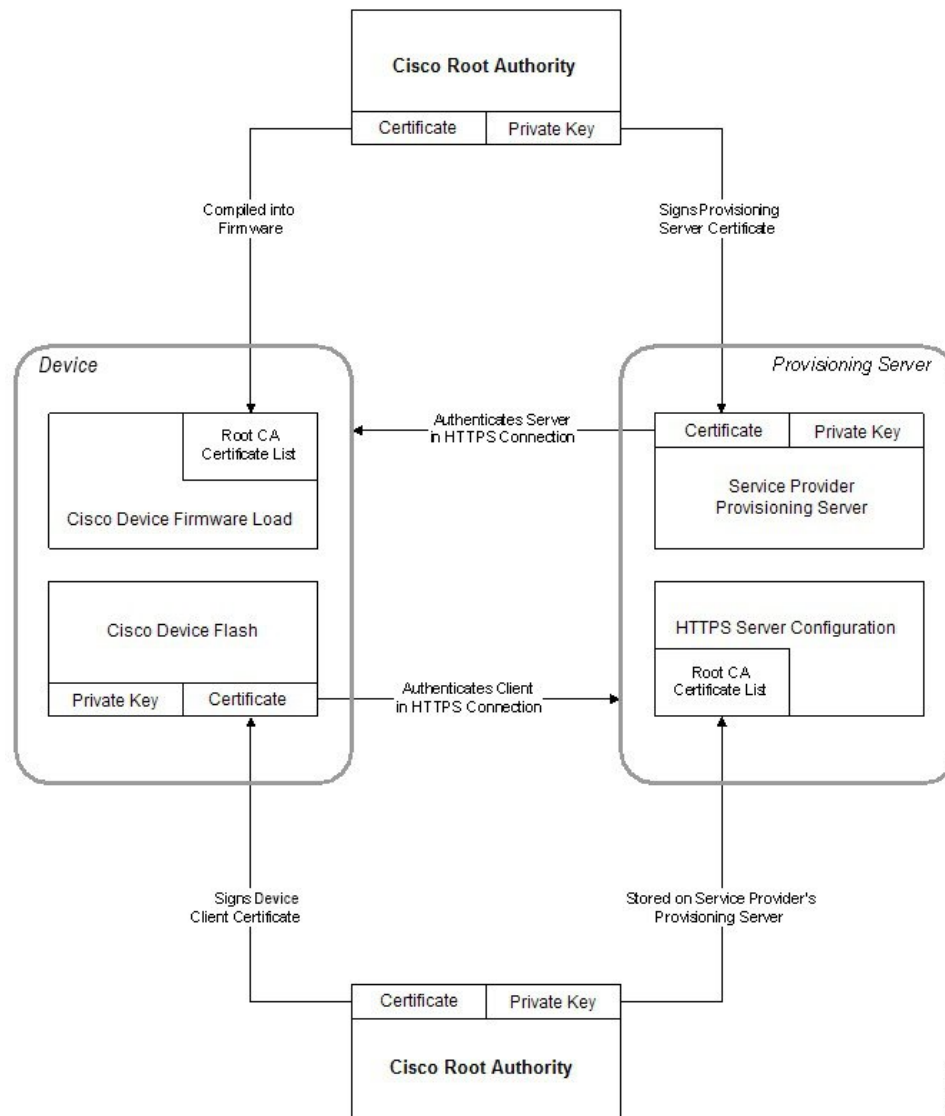 Cisco Root Authority
Certificate
Private Key
Compiled into
Firmware
Signs Provisioning
Server Certificate
Device
Provisioning Server
Root CA
Certificate List
Cisco Device Firmware Load
Authenticates Server
in HTTPS Connection
Certificate
Private Key
Service Provider
Provisioning Server
Cisco Device Flash
Private Key
Certificate
Authenticates Client
in HTTPS Connection
HTTPS Server Configuration
Root CA
Certificate List
Signs Device
Client Certificate
Stored on Service Provider's
Provisioning Server
Certificate
Private Key
Cisco Root Authority